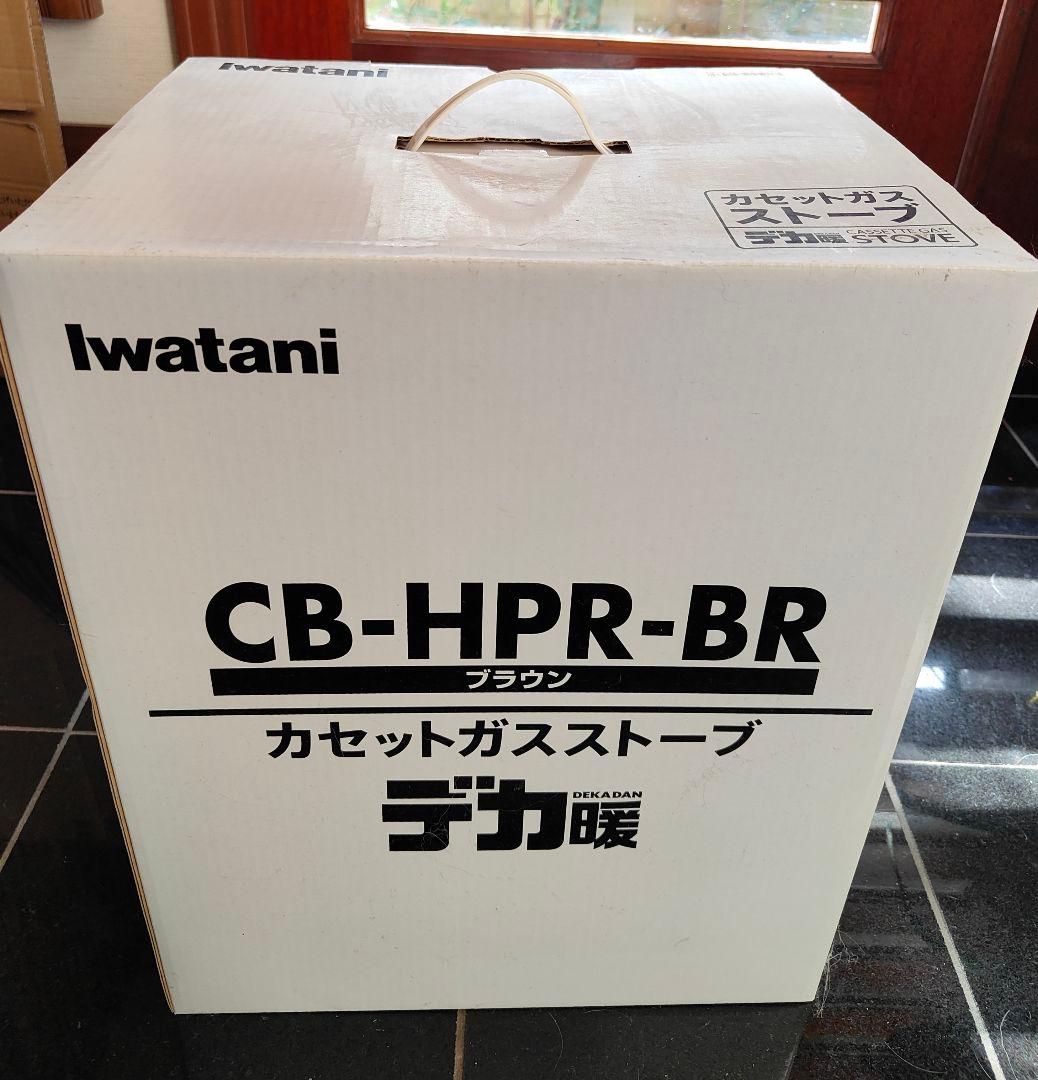 Iwatani
カセットガス
ストーブ
デカ暖 CASSETTE GAS
STOVE
Iwatani
CB-HPR-BR
ブラウン
カセットガスストーブ
デカ暖 DEKADAN